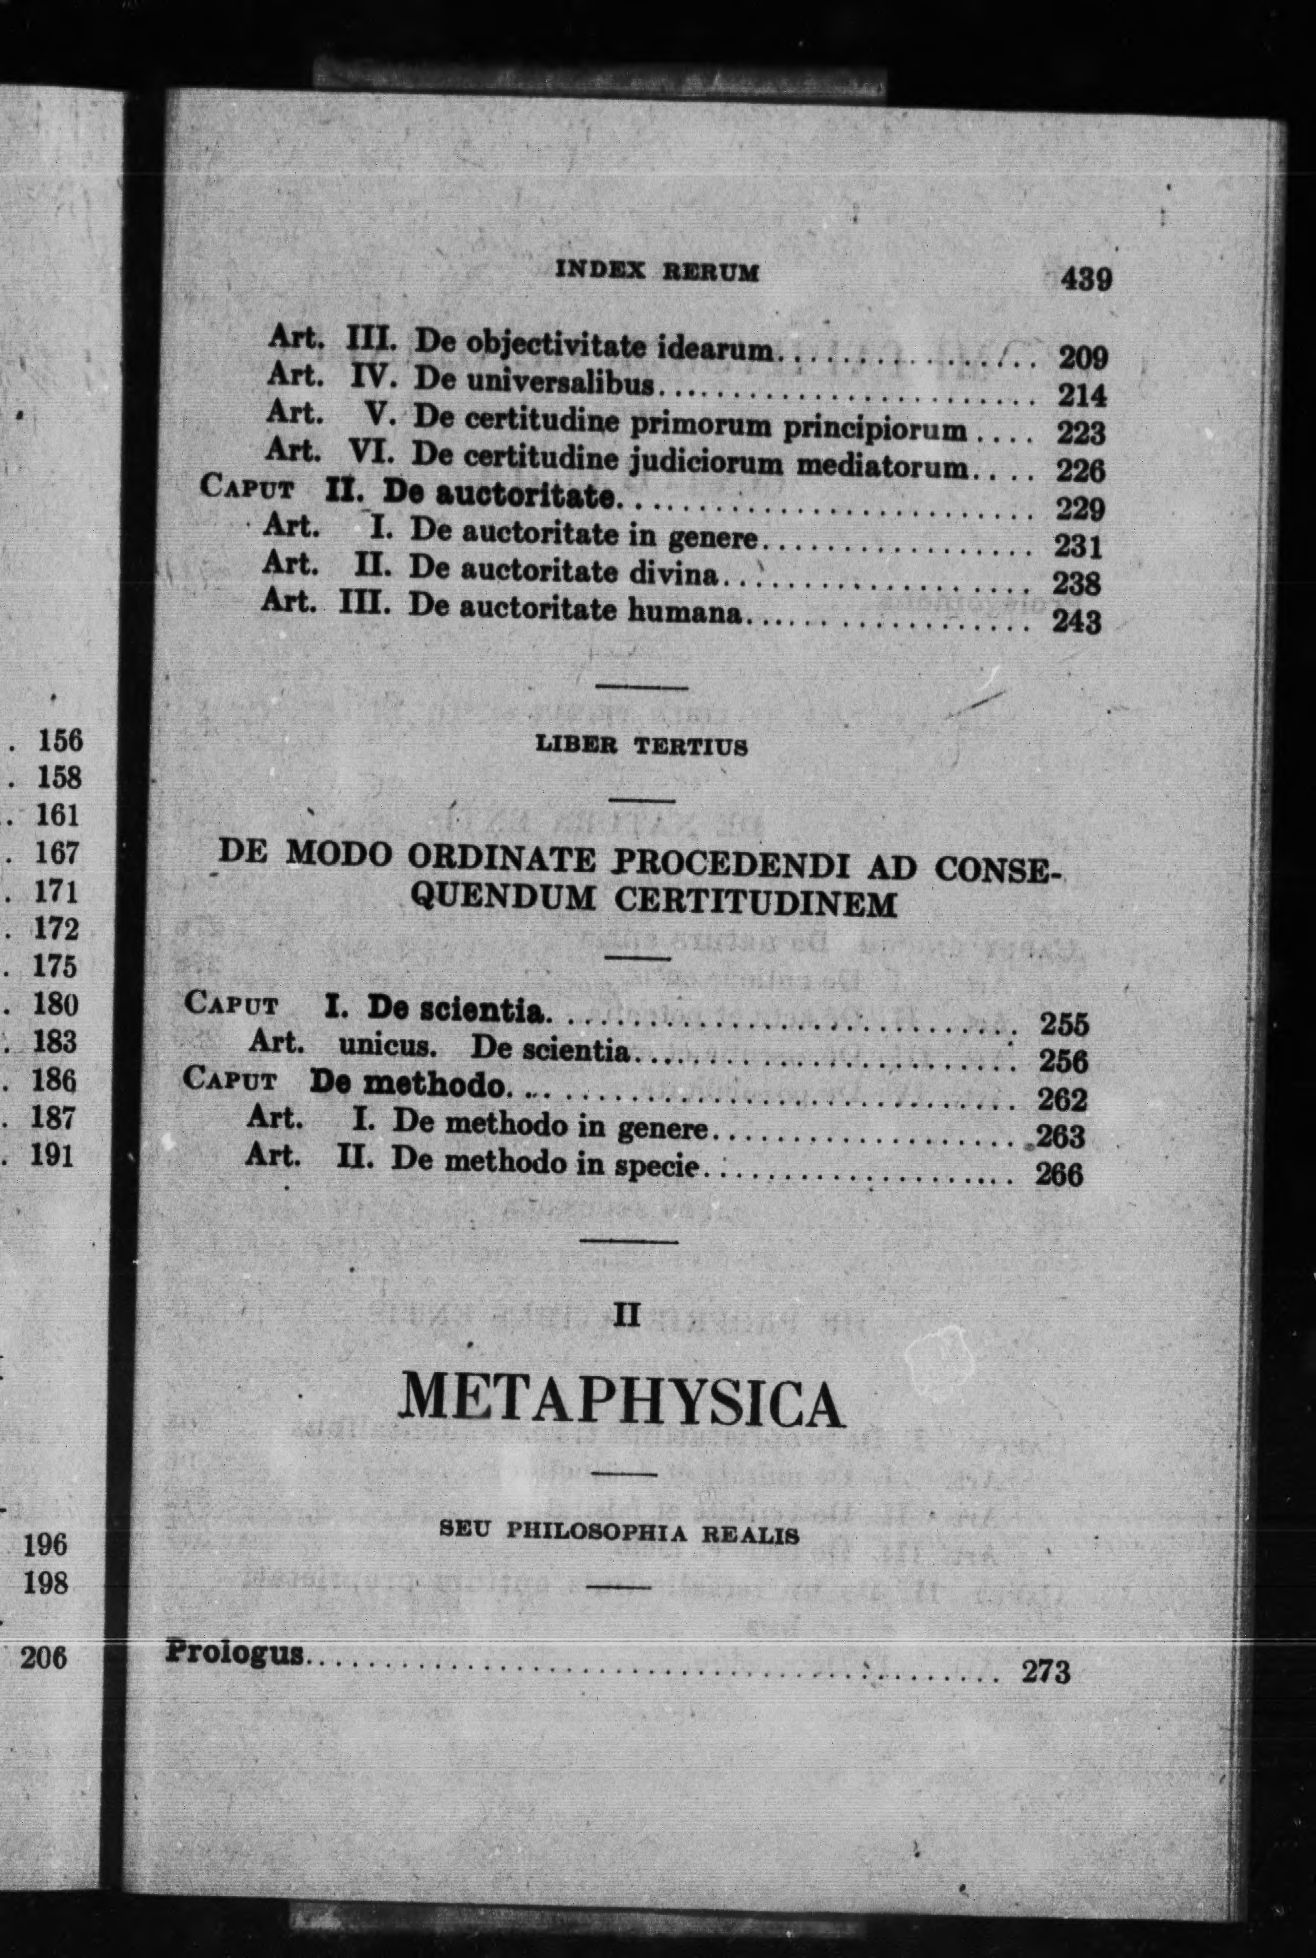 . 156
. 158
. 161
. 167
. 171
. 172
. 175
. 180
. 183
. 186
. 187
. 191
196
198
206
INDEX RERUM 439
Art. III. De objectivitate idearum................. 209
Art. IV. De universalibus........................ 214
Art. V. De certitudine primorum principiorum .... 223
Art. VI. De certitudine judiciorum mediatorum.... 226
CAPUT II. De auctoritate.......................... 229
Art. I. De auctoritate in genere.................. 231
Art. II. De auctoritate divina.................... 238
Art. III. De auctoritate humana................... 243
LIBER TERTIUS
DE MODO ORDINATE PROCEDENDI AD CONSE-
QUENDUM CERTITUDINEM
CAPUT I. De scientia............................. 255
Art. unicus. De scientia........................ 256
CAPUT De methodo................................ 262
Art. I. De methodo in genere.................... 263
Art. II. De methodo in specie.................... 266
II
METAPHYSICA
SEU PHILOSOPHIA REALIS
Prologus........................................ 273